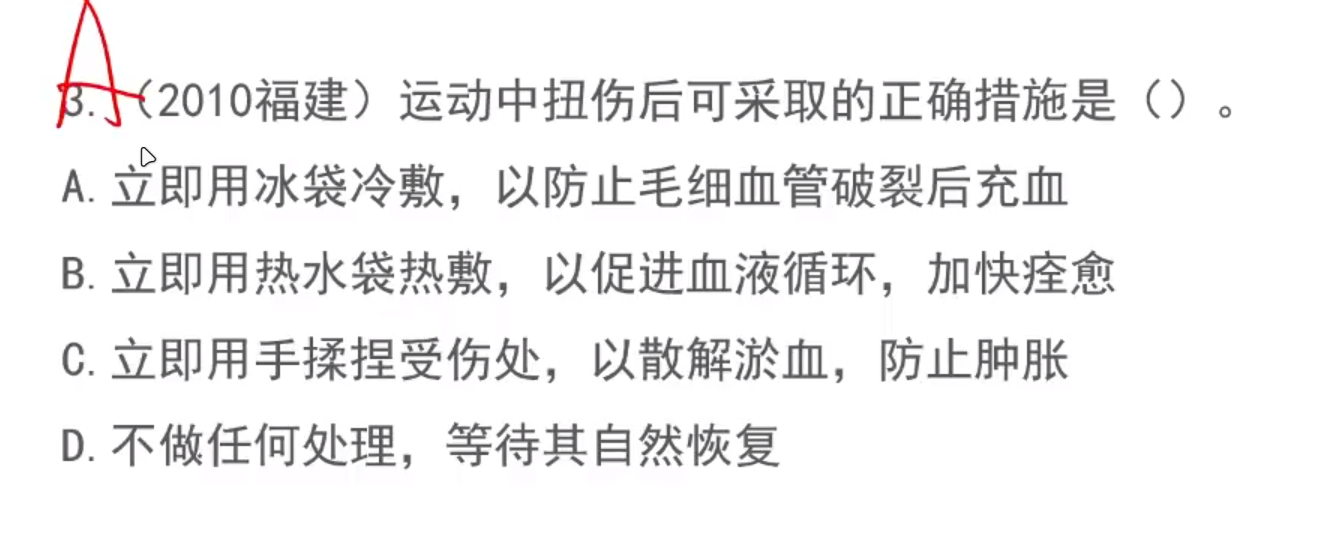 A
3. （2010福建）运动中扭伤后可采取的正确措施是（）。
A. 立即用冰袋冷敷，以防止毛细血管破裂后充血
B. 立即用热水袋热敷，以促进血液循环，加快痊愈
C. 立即用手揉捏受伤处，以散解淤血，防止肿胀
D. 不做任何处理，等待其自然恢复